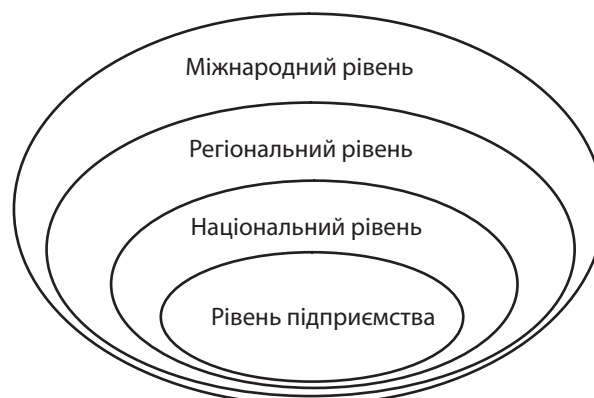 Міжнародний рівень
Регіональний рівень
Національний рівень
Рівень підприємства